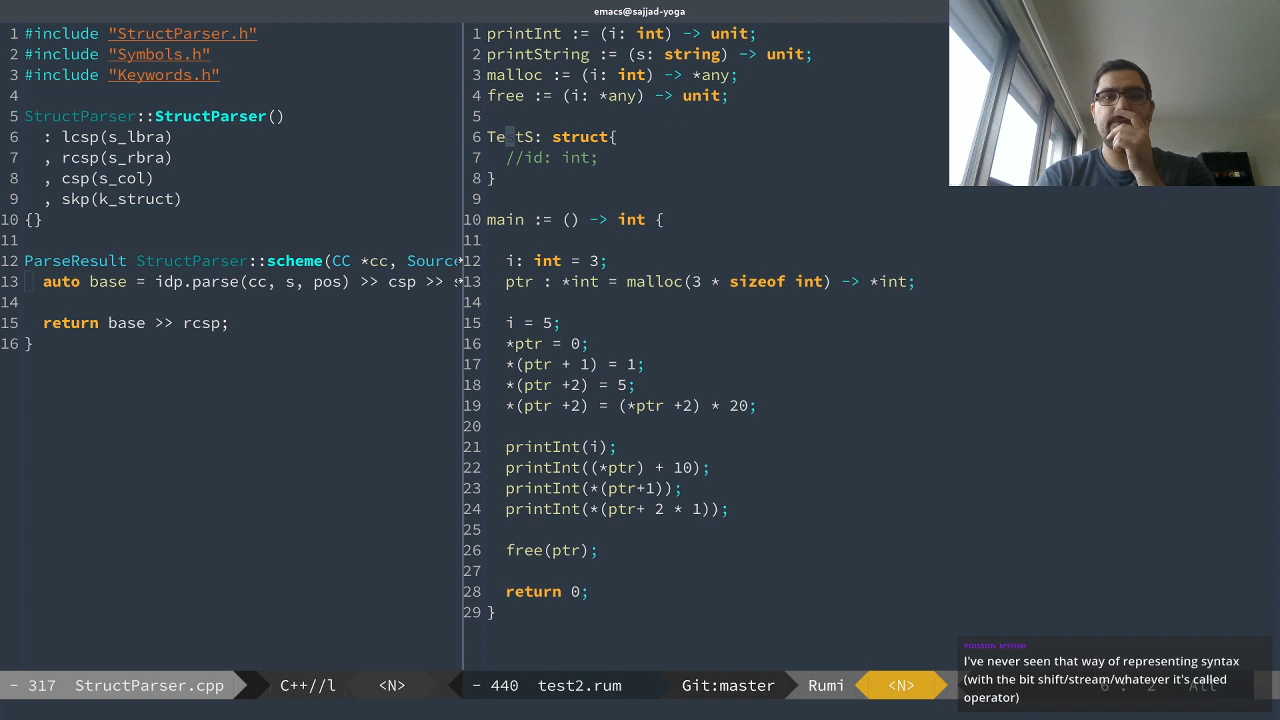 emacs@sajjad-yoga
1 #include "StructParser.h"
2 #include "Symbols.h"
3 #include "Keywords.h"
4
5 StructParser::StructParser()
6   : lcsp(s_lbra)
7   , rcsp(s_rbra)
8   , csp(s_col)
9   , skp(k_struct)
10 {}
11
12 ParseResult StructParser::scheme(CC *cc, Source
13   auto base = idp.parse(cc, s, pos) >> csp >> s
14
15   return base >> rcsp;
16 }
- 317 StructParser.cpp C++//l <N>
1 printInt := (i: int) -> unit;
2 printString := (s: string) -> unit;
3 malloc := (i: int) -> *any;
4 free := (i: *any) -> unit;
5
6 TestS: struct{
7   //id: int;
8 }
9
10 main := () -> int {
11
12   i: int = 3;
13   ptr : *int = malloc(3 * sizeof int) -> *int;
14
15   i = 5;
16   *ptr = 0;
17   *(ptr + 1) = 1;
18   *(ptr +2) = 5;
19   *(ptr +2) = (*ptr +2) * 20;
20
21   printInt(i);
22   printInt((*ptr) + 10);
23   printInt(*(ptr+1));
24   printInt(*(ptr+ 2 * 1));
25
26   free(ptr);
27
28   return 0;
29 }
- 440 test2.rum Git:master Rumi <N> 6: 2 All
I've never seen that way of representing syntax
(with the bit shift/stream/whatever it's called
operator)